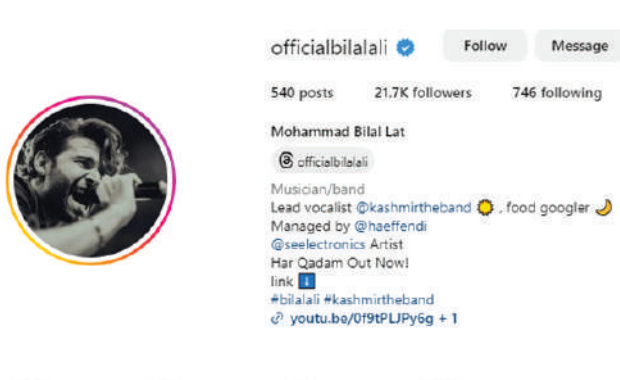 officialbilalali Follow Message
540 posts 21.7K followers 746 following
Mohammad Bilal Lat
officialbilalali
Musician/band
Lead vocalist @kashmirtheband 🌞 , food googler 🌙
Managed by @haeffendi
@seelectronics Artist
Har Qadam Out Now!
link ⬇️
#bilalali #kashmirtheband
youtu.be/0f9tPLJPy6g + 1